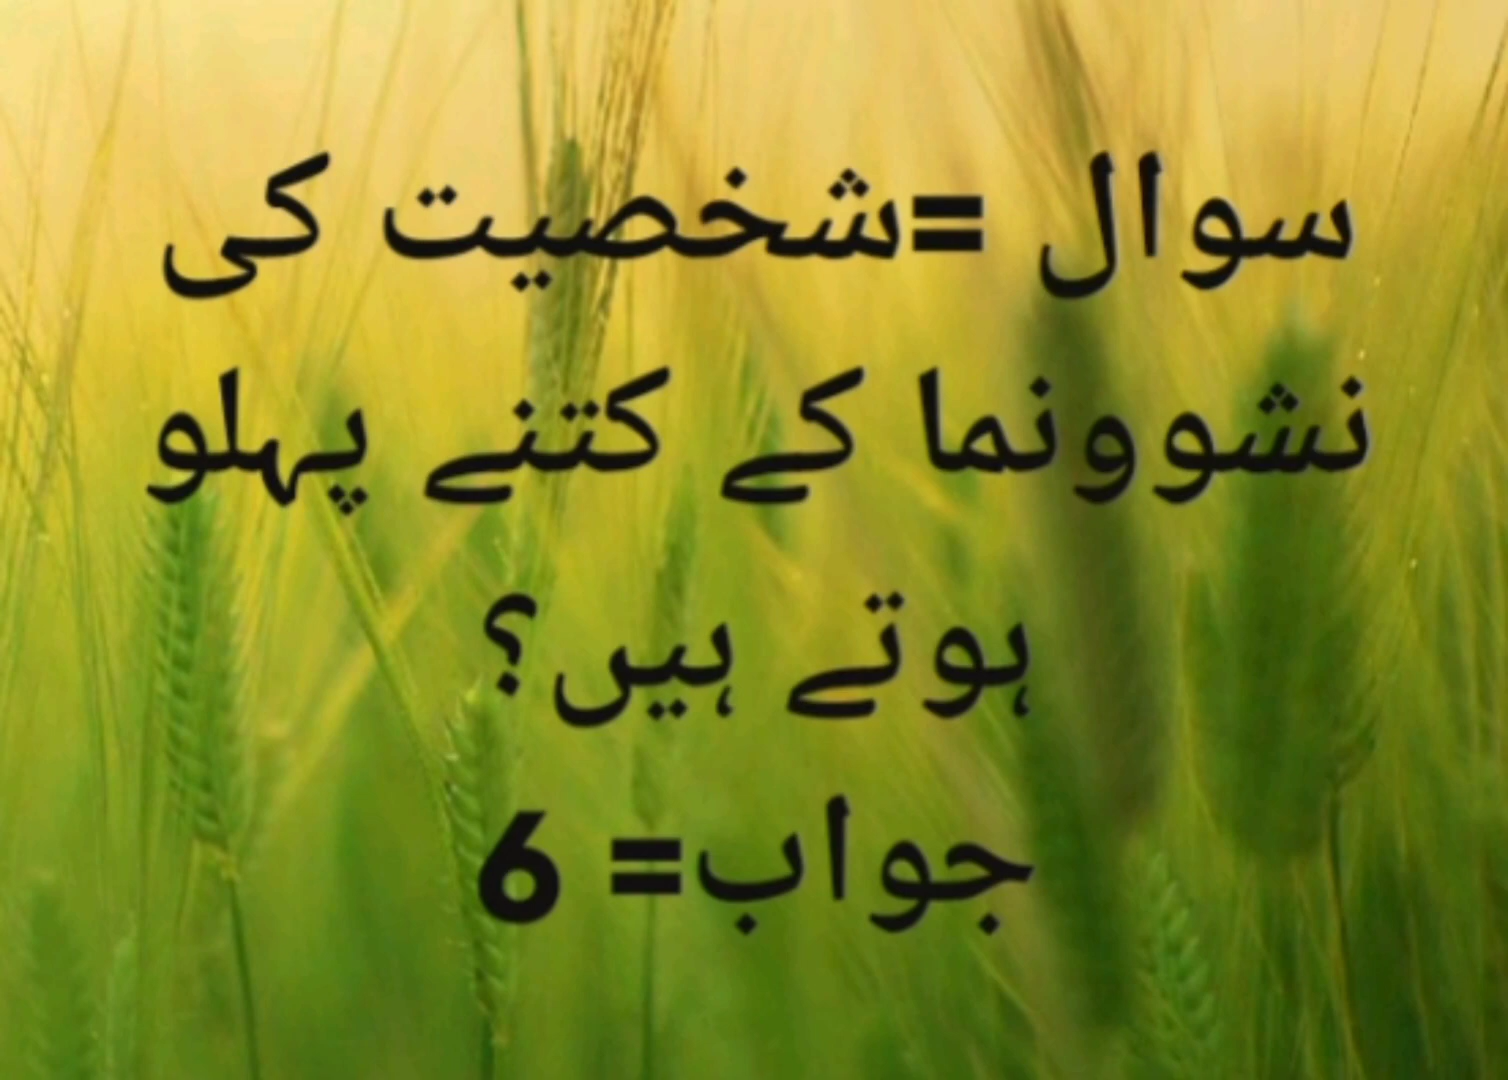 سوال =شخصیت کی
نشوونما کے کتنے پہلو
ہوتے ہیں؟
جواب= 6